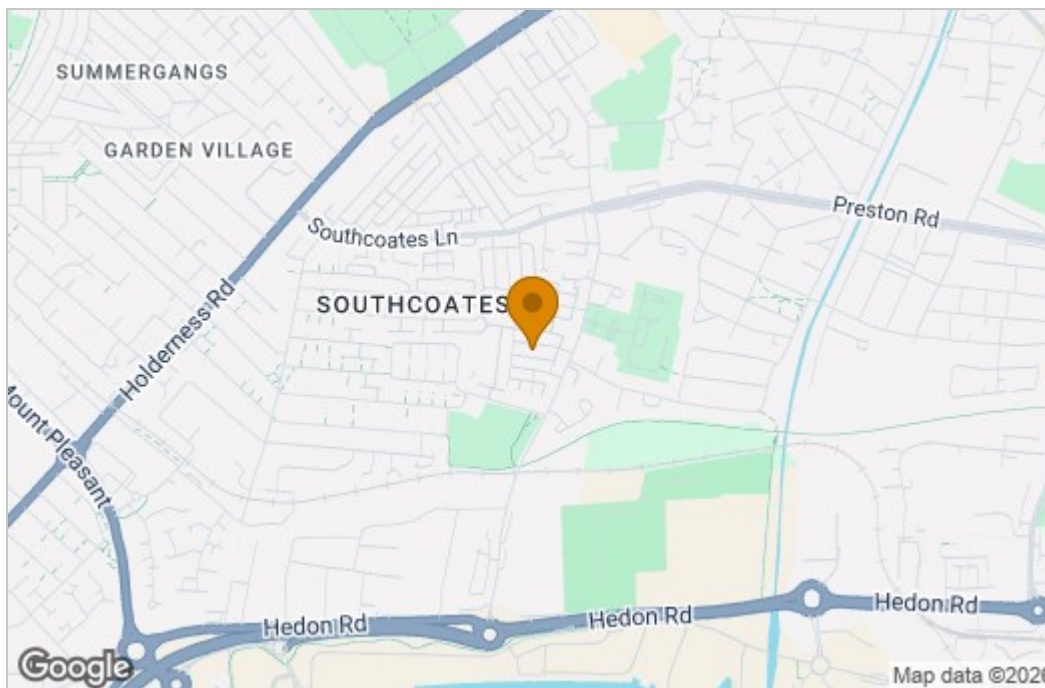 SUMMERGANGS
GARDEN VILLAGE
Preston Rd
Southcoates Ln
SOUTHCOATES
Holderness Rd
Mount Pleasant
Hedon Rd
Hedon Rd
Hedon Rd
Google
Map data ©2026